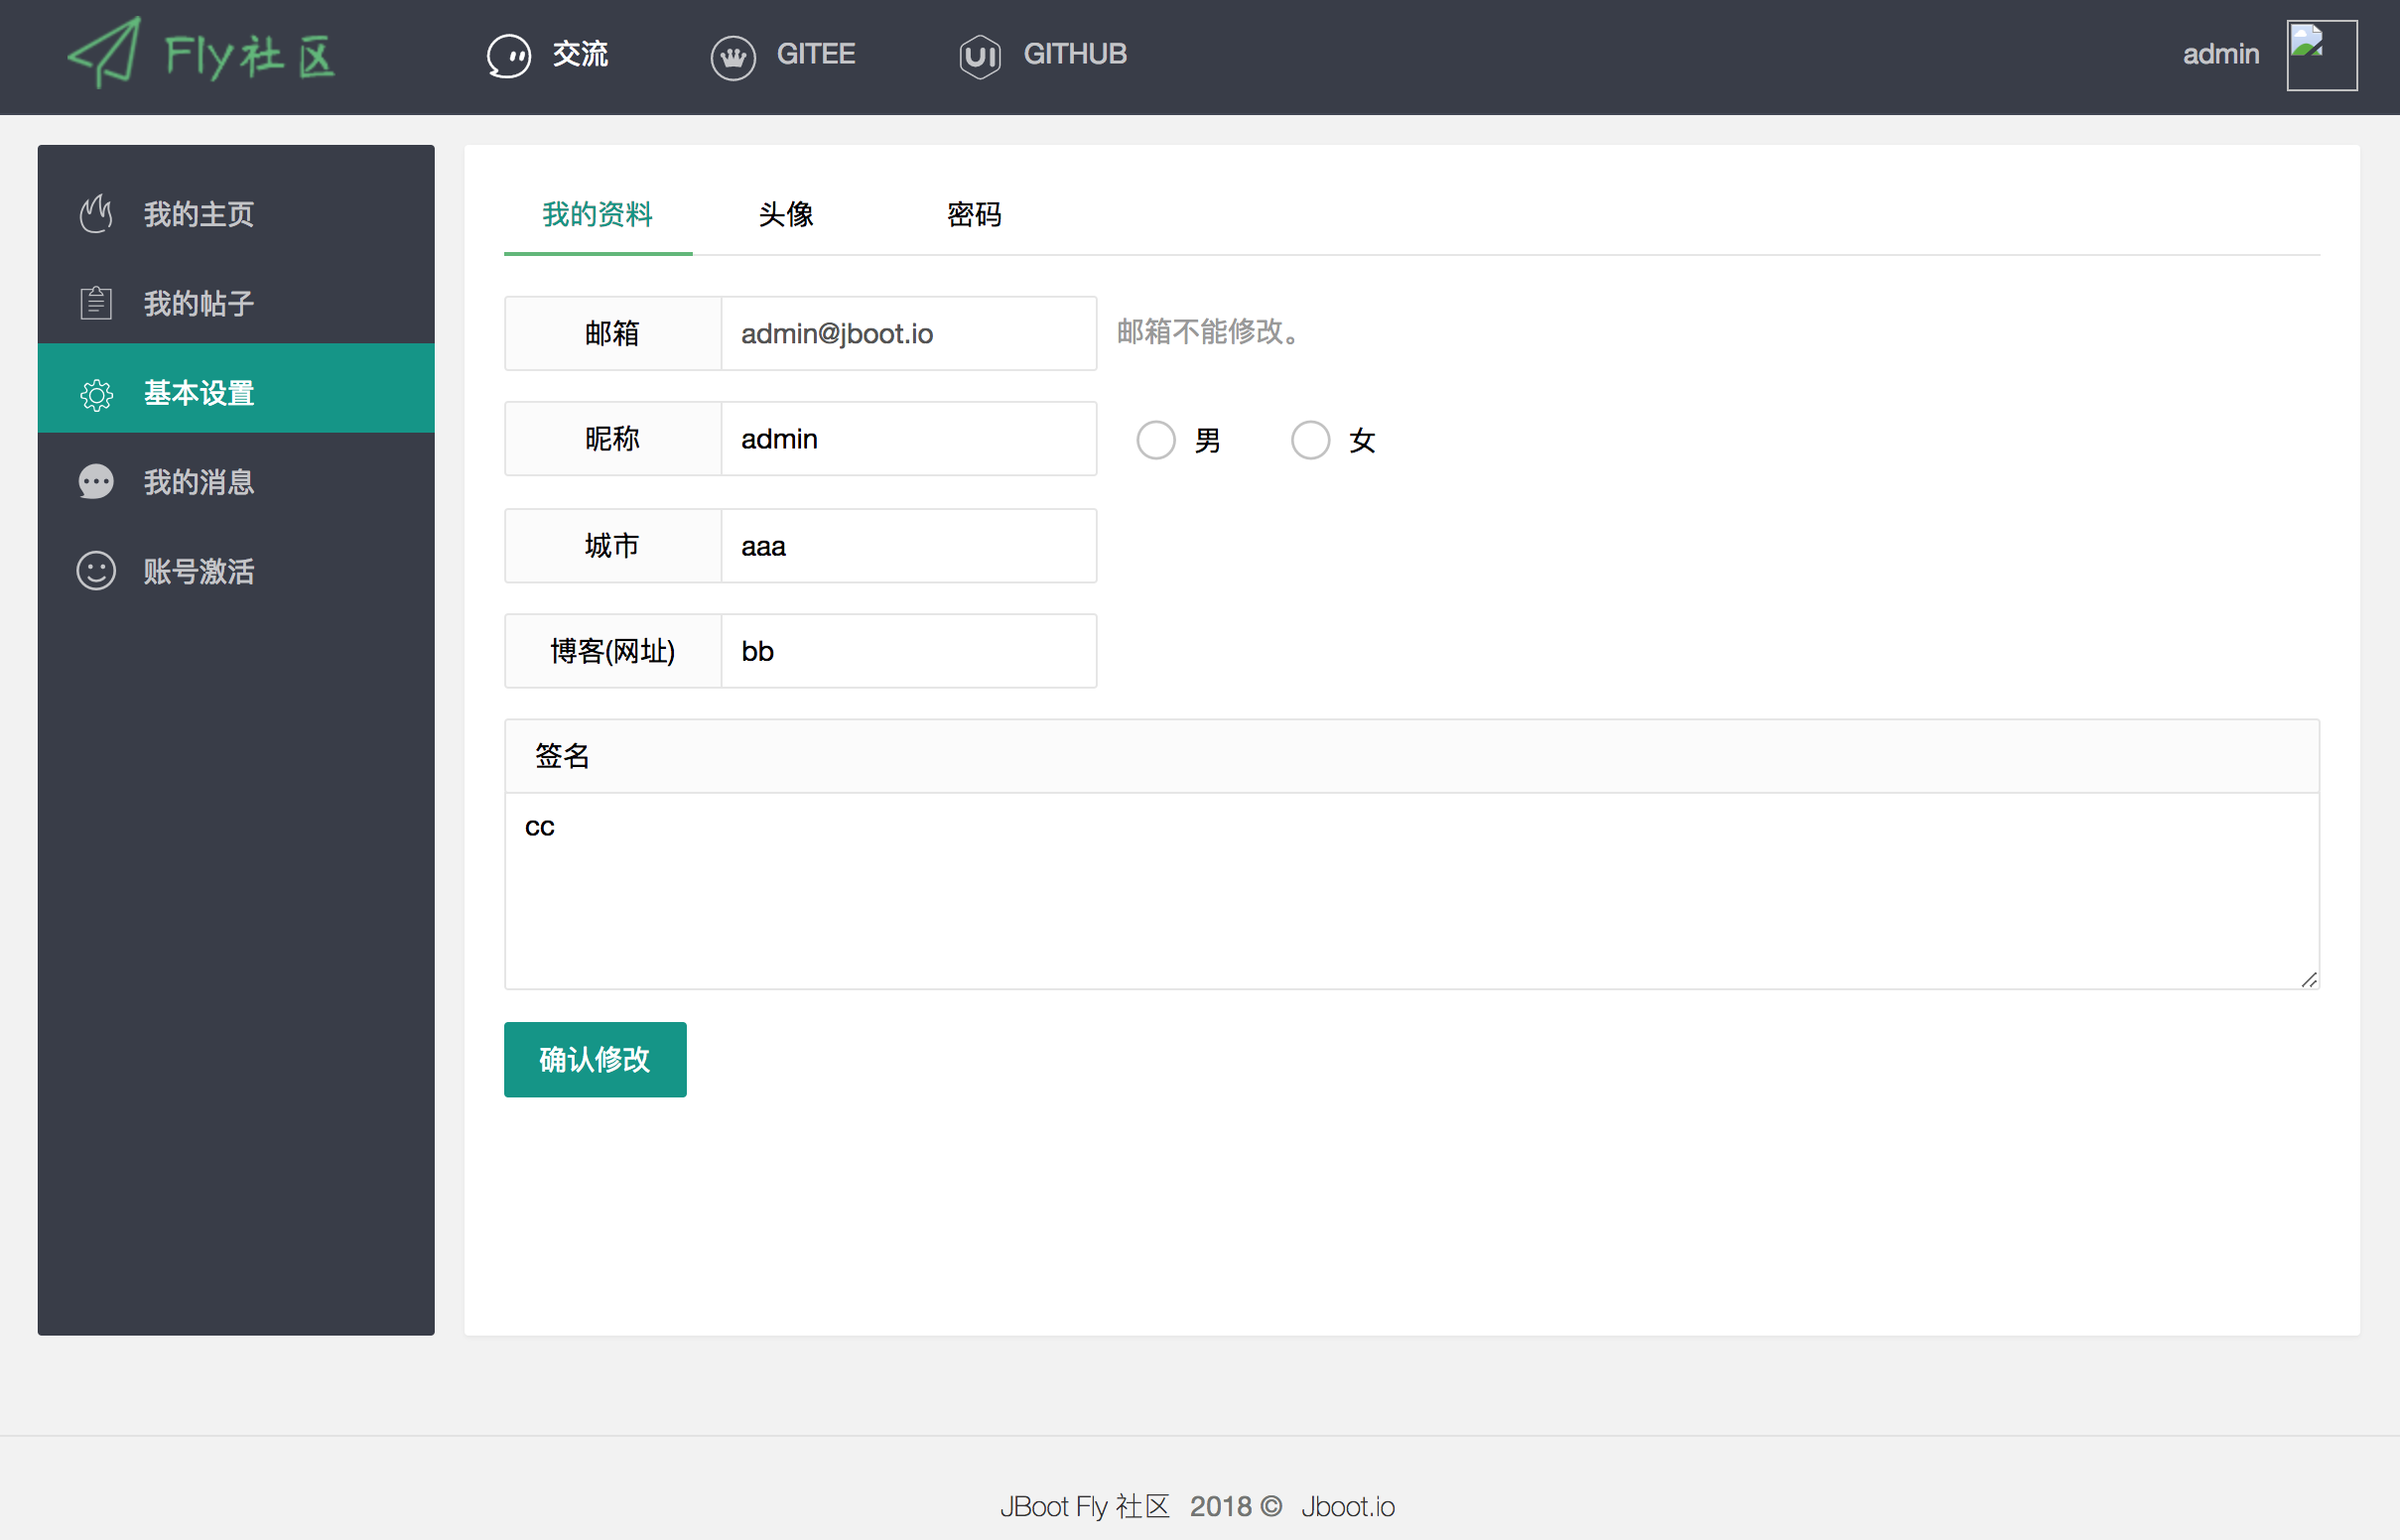 Fly社区 交流 GITEE GITHUB admin
我的主页
我的帖子
基本设置
我的消息
账号激活
我的资料 头像 密码
邮箱 admin@jboot.io 邮箱不能修改。
昵称 admin 男 女
城市 aaa
博客(网址) bb
签名
cc
确认修改
JBoot Fly 社区 2018 © Jboot.io